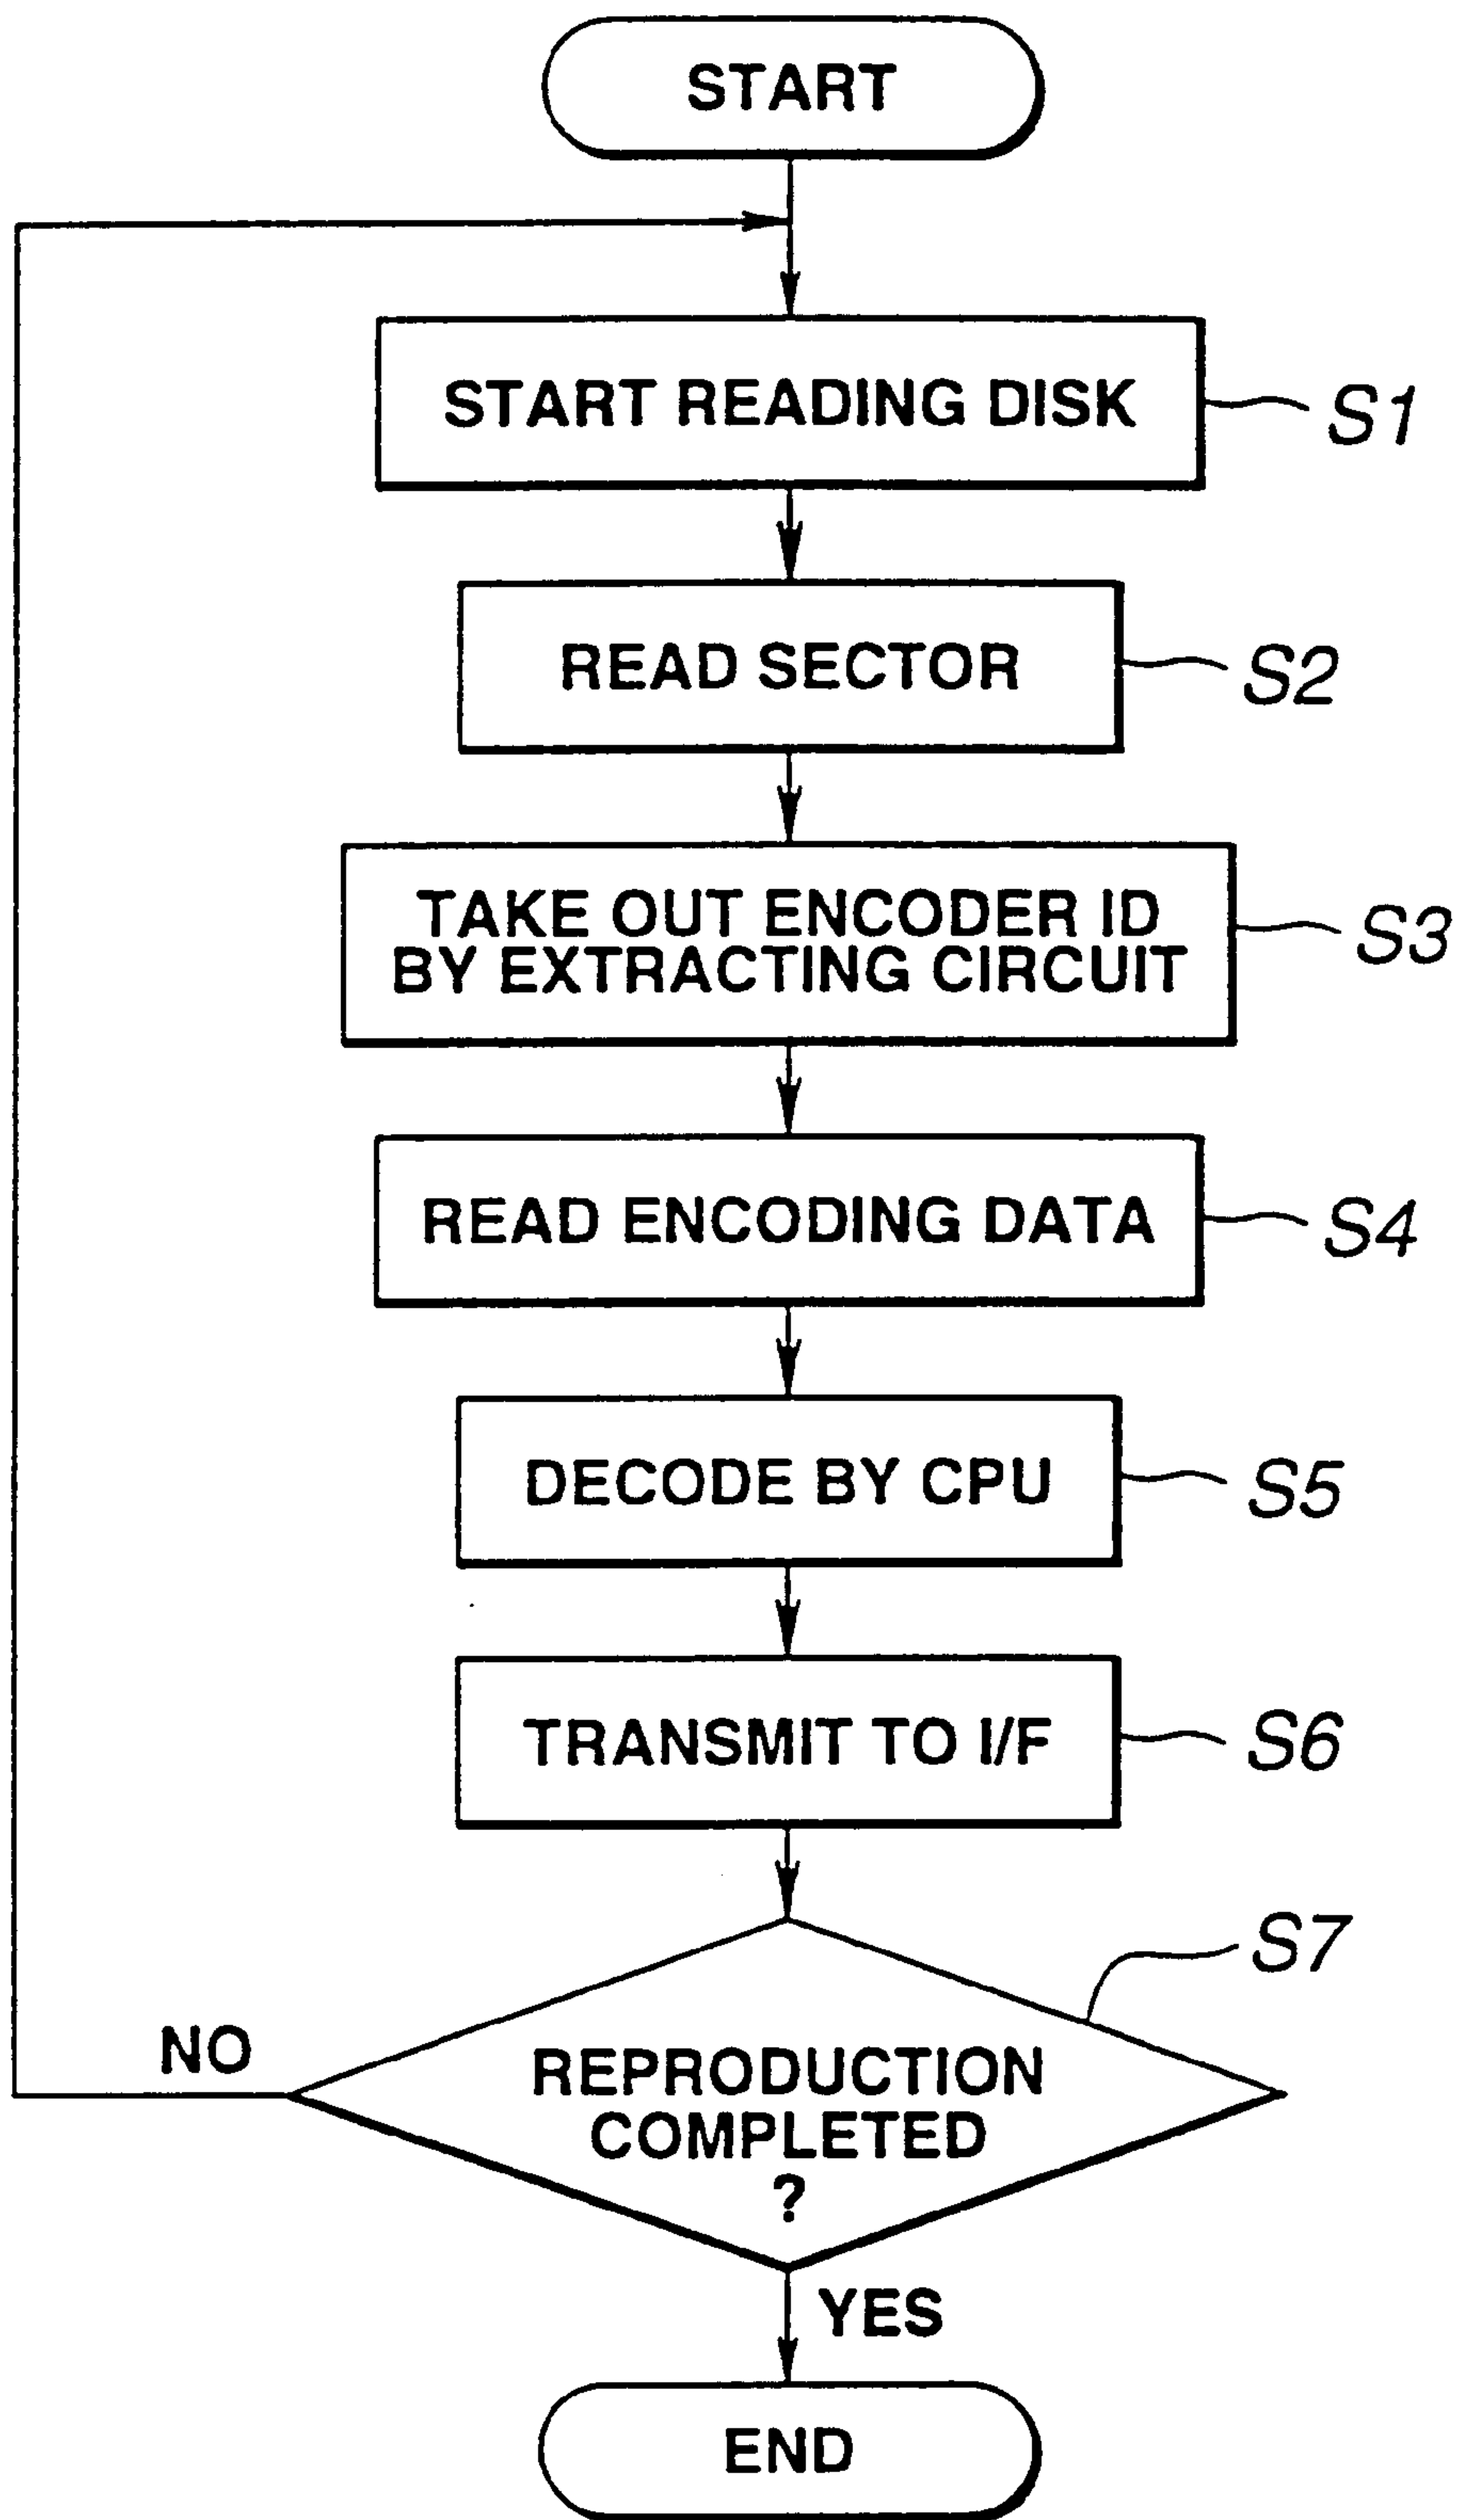 START
START READING DISK
S1
READ SECTOR
S2
TAKE OUT ENCODER ID
BY EXTRACTING CIRCUIT
S3
READ ENCODING DATA
S4
DECODE BY CPU
S5
TRANSMIT TO I/F
S6
S7
NO
REPRODUCTION
COMPLETED
?
YES
END